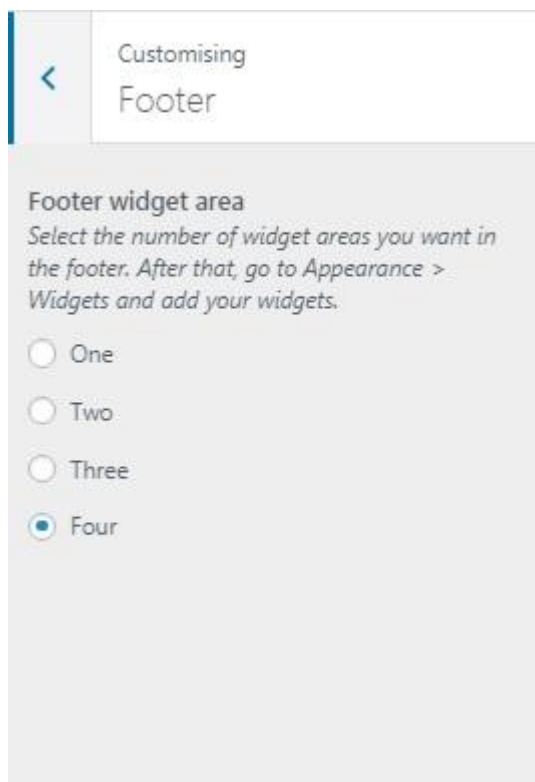 Customising
Footer
Footer widget area
Select the number of widget areas you want in
the footer. After that, go to Appearance >
Widgets and add your widgets.
One
Two
Three
Four